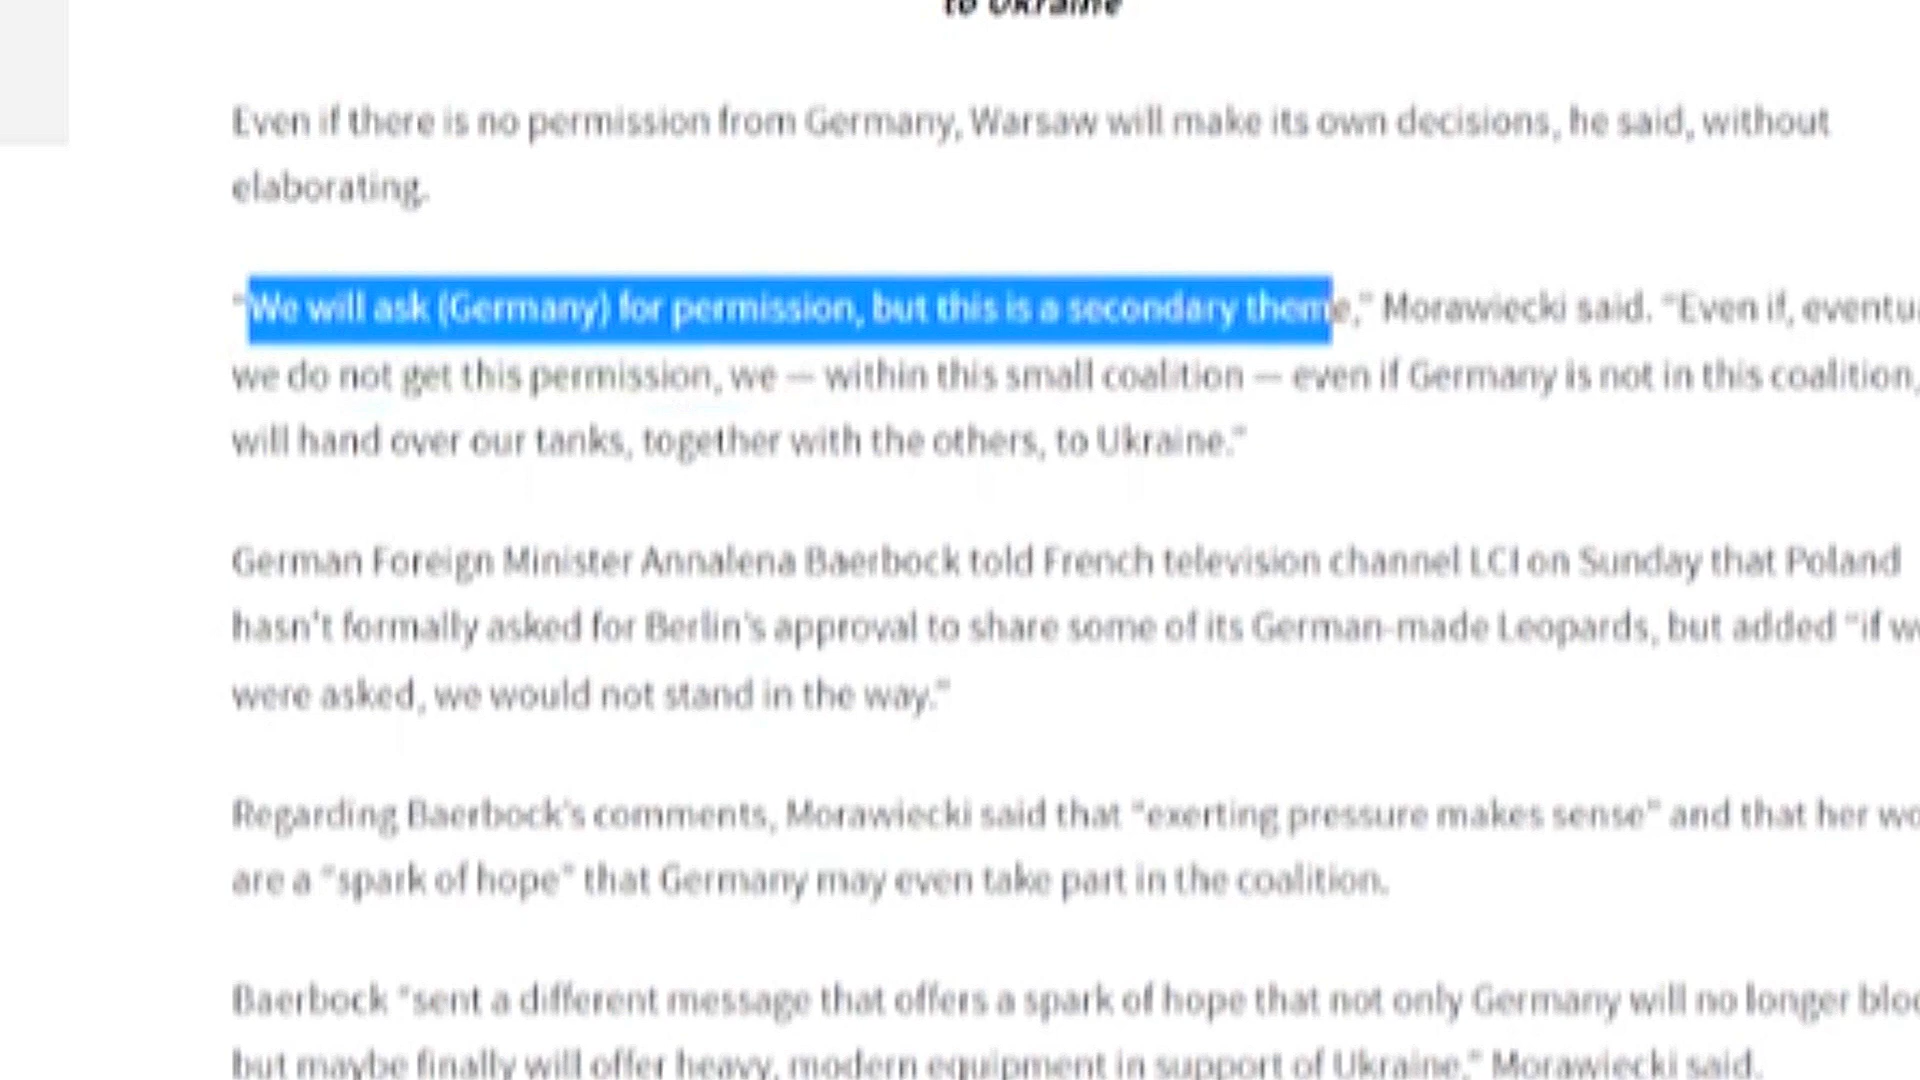 to Ukraine
Even if there is no permission from Germany, Warsaw will make its own decisions, he said, without
elaborating.
"We will ask (Germany) for permission, but this is a secondary theme," Morawiecki said. "Even if,
we do not get this permission, we — within this small coalition — even if Germany is not in this coalition,
will hand over our tanks, together with the others, to Ukraine."
German Foreign Minister Annalena Baerbock told French television channel LCI on Sunday that Poland
hasn't formally asked for Berlin's approval to share some of its German-made Leopards, but added "if
were asked, we would not stand in the way."
Regarding Baerbock's comments, Morawiecki said that "exerting pressure makes sense" and that her
are a "spark of hope" that Germany may even take part in the coalition.
Baerbock "sent a different message that offers a spark of hope that not only Germany will no longer
but maybe finally will offer heavy, modern equipment in support of Ukraine," Morawiecki said.